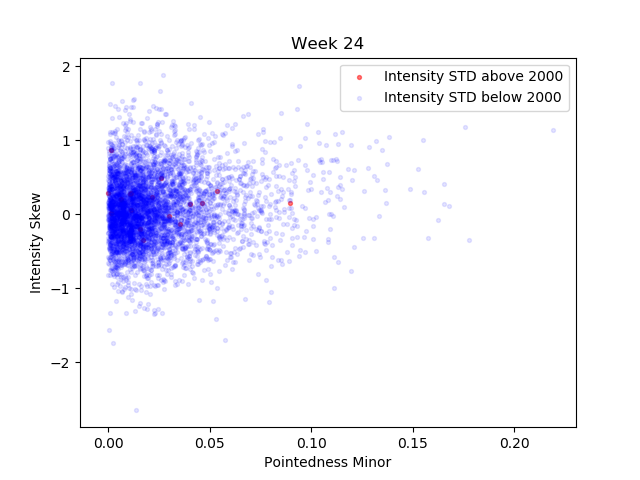 Week 24
Intensity STD above 2000
Intensity STD below 2000
2
1
0
−1
−2
Intensity Skew
0.00 0.05 0.10 0.15 0.20
Pointedness Minor